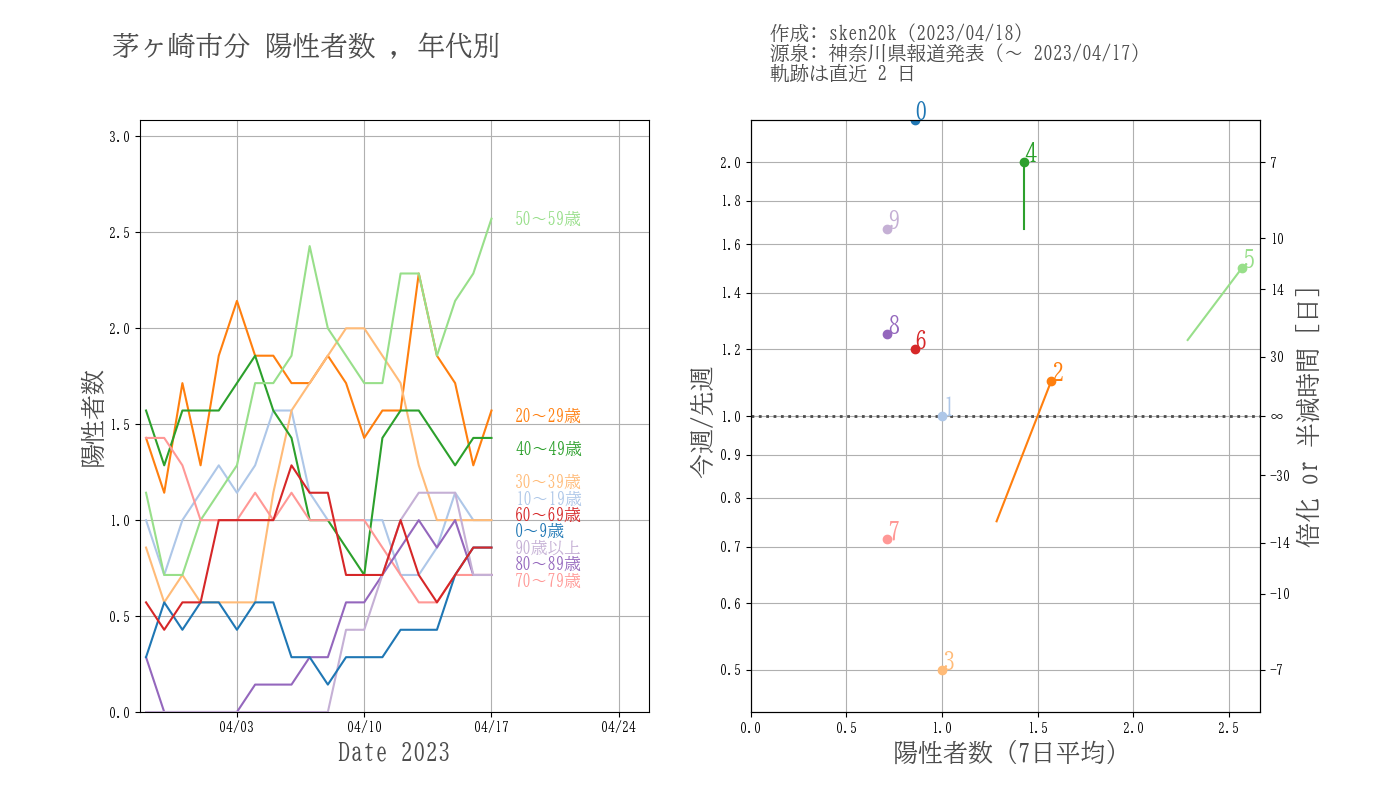 茅ヶ崎市分 陽性者数 , 年代別
作成: sken20k (2023/04/18)
源泉: 神奈川県報道発表 (～ 2023/04/17)
軌跡は直近 2 日
陽性者数
3.0
2.5
2.0
1.5
1.0
0.5
0.0
04/03
04/10
04/17
04/24
Date 2023
50～59歳
20～29歳
40～49歳
30～39歳
10～19歳
60～69歳
0～9歳
90歳以上
80～89歳
70～79歳
今週/先週
2.0
1.8
1.6
1.4
1.2
1.0
0.9
0.8
0.7
0.6
0.5
0
4
9
5
8
6
2
1
7
3
0.0
0.5
1.0
1.5
2.0
2.5
陽性者数 (7日平均)
7
10
14
30
∞
-30
-14
-10
-7
倍化 or 半減時間 [日]